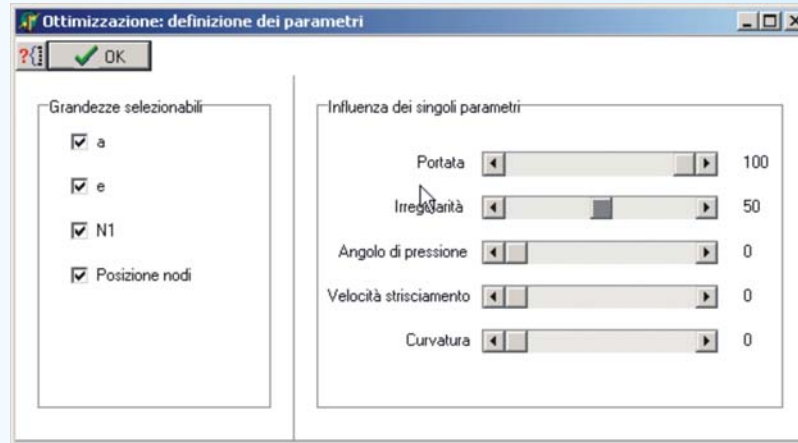 Ottimizzazione: definizione dei parametri
?{ OK
Grandezze selezionabili
a
e
N1
Posizione nodi
Influenza dei singoli parametri
Portata 100
Irregolarità 50
Angolo di pressione 0
Velocità strisciamento 0
Curvatura 0